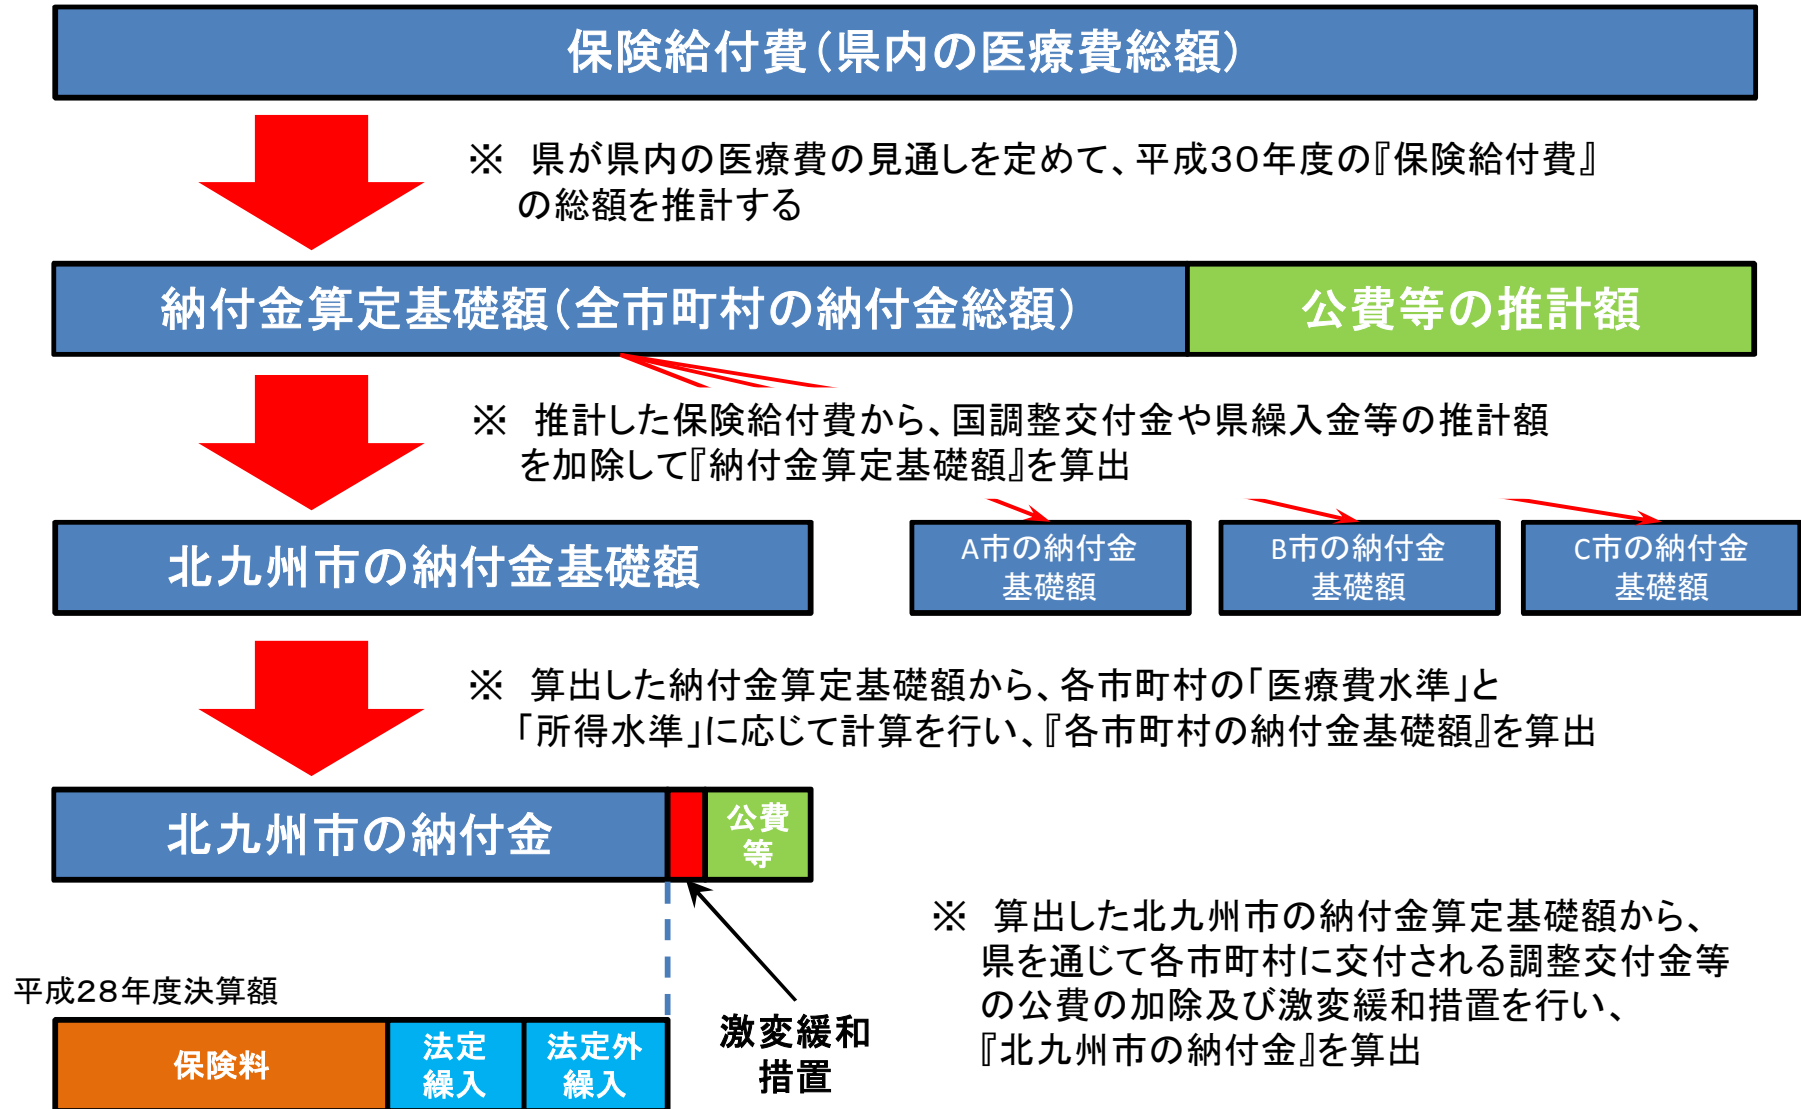 保険給付費(県内の医療費総額)
※　県が県内の医療費の見通しを定めて、平成30年度の『保険給付費』
の総額を推計する
納付金算定基礎額(全市町村の納付金総額)
公費等の推計額
※　推計した保険給付費から、国調整交付金や県繰入金等の推計額
を加除して『納付金算定基礎額』を算出
北九州市の納付金基礎額
A市の納付金
基礎額
B市の納付金
基礎額
C市の納付金
基礎額
※　算出した納付金算定基礎額から、各市町村の「医療費水準」と
「所得水準」に応じて計算を行い、『各市町村の納付金基礎額』を算出
北九州市の納付金
公費
等
※　算出した北九州市の納付金算定基礎額から、
県を通じて各市町村に交付される調整交付金等
の公費の加除及び激変緩和措置を行い、
『北九州市の納付金』を算出
激変緩和
措置
平成28年度決算額
保険料
法定
繰入
法定外
繰入